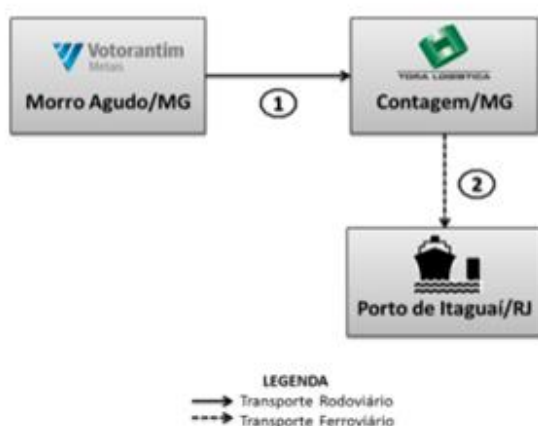 Votorantim
Metais
Morro Agudo/MG
1
TORA LOGISTICA
Contagem/MG
2
Porto de Itaguaí/RJ
LEGENDA
Transporte Rodoviário
Transporte Ferroviário